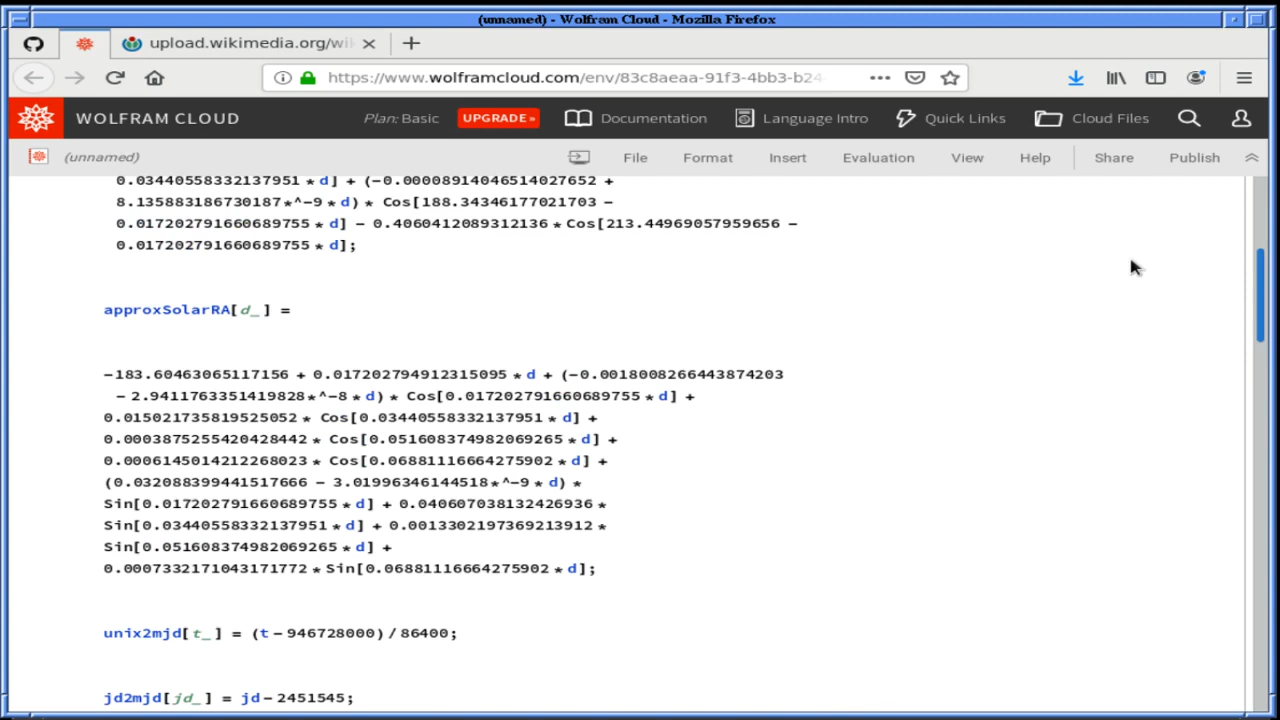 (unnamed) - Wolfram Cloud - Mozilla Firefox
upload.wikimedia.org/wi
https://www.wolframcloud.com/env/83c8aeaa-91f3-4bb3-b24
WOLFRAM CLOUD Plan: Basic UPGRADE » Documentation Language Intro Quick Links Cloud Files
(unnamed) File Format Insert Evaluation View Help Share Publish
0.03440558332137951 * d] + (-0.00008914046514027652 +
8.135883186730187*^-9 * d) * Cos[188.34346177021703 -
0.017202791660689755 * d] - 0.4060412089312136 * Cos[213.44969057959656 -
0.017202791660689755 * d];
approxSolarRA[d_] =
-183.60463065117156 + 0.017202794912315095 * d + (-0.0018008266443874203
- 2.9411763351419828*^-8 * d) * Cos[0.017202791660689755 * d] +
0.015021735819525052 * Cos[0.03440558332137951 * d] +
0.0003875255420428442 * Cos[0.051608374982069265 * d] +
0.0006145014212268023 * Cos[0.06881116664275902 * d] +
(0.032088399441517666 - 3.01996346144518*^-9 * d) *
Sin[0.017202791660689755 * d] + 0.040607038132426936 *
Sin[0.03440558332137951 * d] + 0.0013302197369213912 *
Sin[0.051608374982069265 * d] +
0.0007332171043171772 * Sin[0.06881116664275902 * d];
unix2mjd[t_] = (t - 946728000) / 86400;
jd2mjd[jd_] = jd - 2451545;